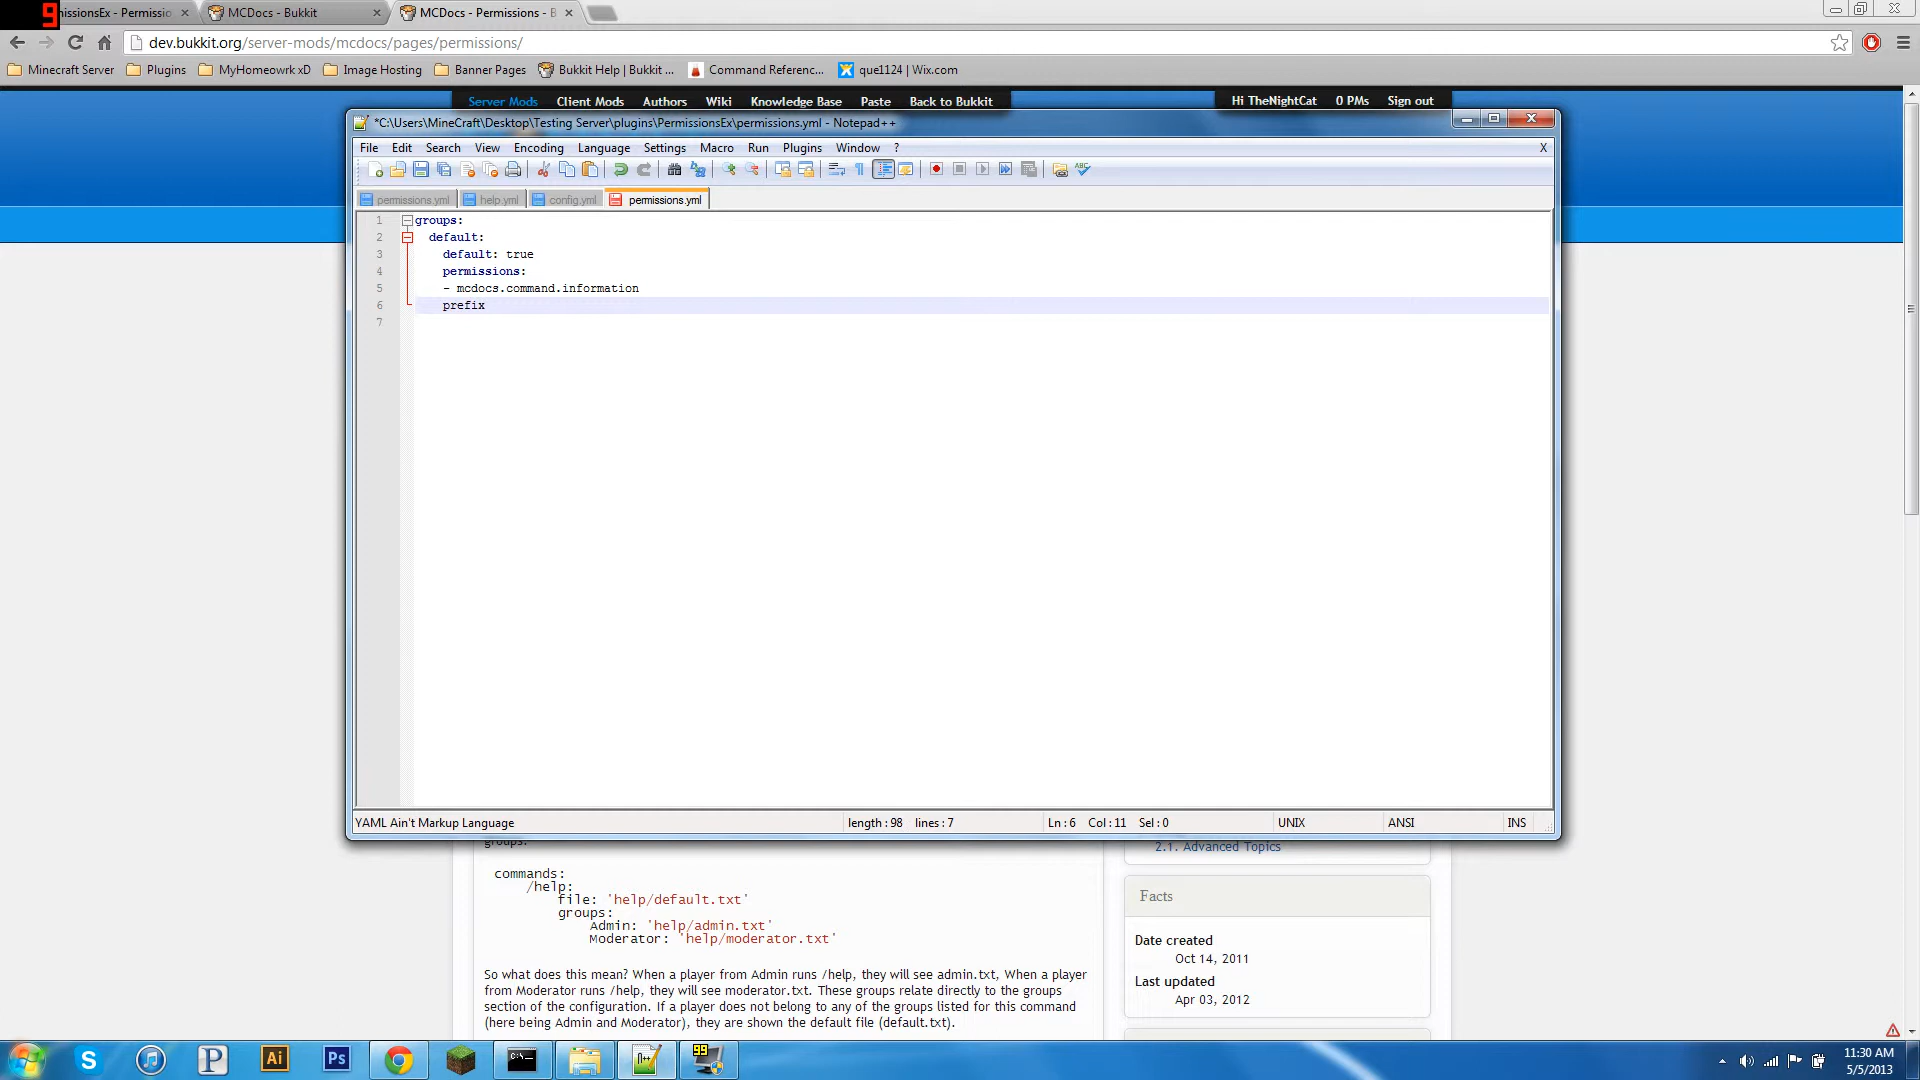 9
missionsEx - Permissio
MCDocs - Bukkit
MCDocs - Permissions - B
dev.bukkit.org/server-mods/mcdocs/pages/permissions/
Minecraft Server
Plugins
MyHomeowrk xD
Image Hosting
Banner Pages
Bukkit Help | Bukkit ...
Command Referenc...
que1124 | Wix.com
Server Mods
Client Mods
Authors
Wiki
Knowledge Base
Paste
Back to Bukkit
Hi TheNightCat
0 PMs
Sign out
*C:\Users\MineCraft\Desktop\Testing Server\plugins\PermissionsEx\permissions.yml - Notepad++
File Edit Search View Encoding Language Settings Macro Run Plugins Window ?
X
permissions.yml
help.yml
config.yml
permissions.yml
1 groups:
2 default:
3 default: true
4 permissions:
5 - mcdocs.command.information
6 prefix
7
YAML Ain't Markup Language
length : 98 lines : 7
Ln : 6 Col : 11 Sel : 0
UNIX
ANSI
INS
groups:
commands:
/help:
file: 'help/default.txt'
groups:
Admin: 'help/admin.txt'
Moderator: 'help/moderator.txt'
So what does this mean? When a player from Admin runs /help, they will see admin.txt, When a player
from Moderator runs /help, they will see moderator.txt. These groups relate directly to the groups
section of the configuration. If a player does not belong to any of the groups listed for this command
(here being Admin and Moderator), they are shown the default file (default.txt).
2.1. Advanced Topics
Facts
Date created
Oct 14, 2011
Last updated
Apr 03, 2012
S
P
Ai
Ps
C:\_
N++
99
11:30 AM
5/5/2013